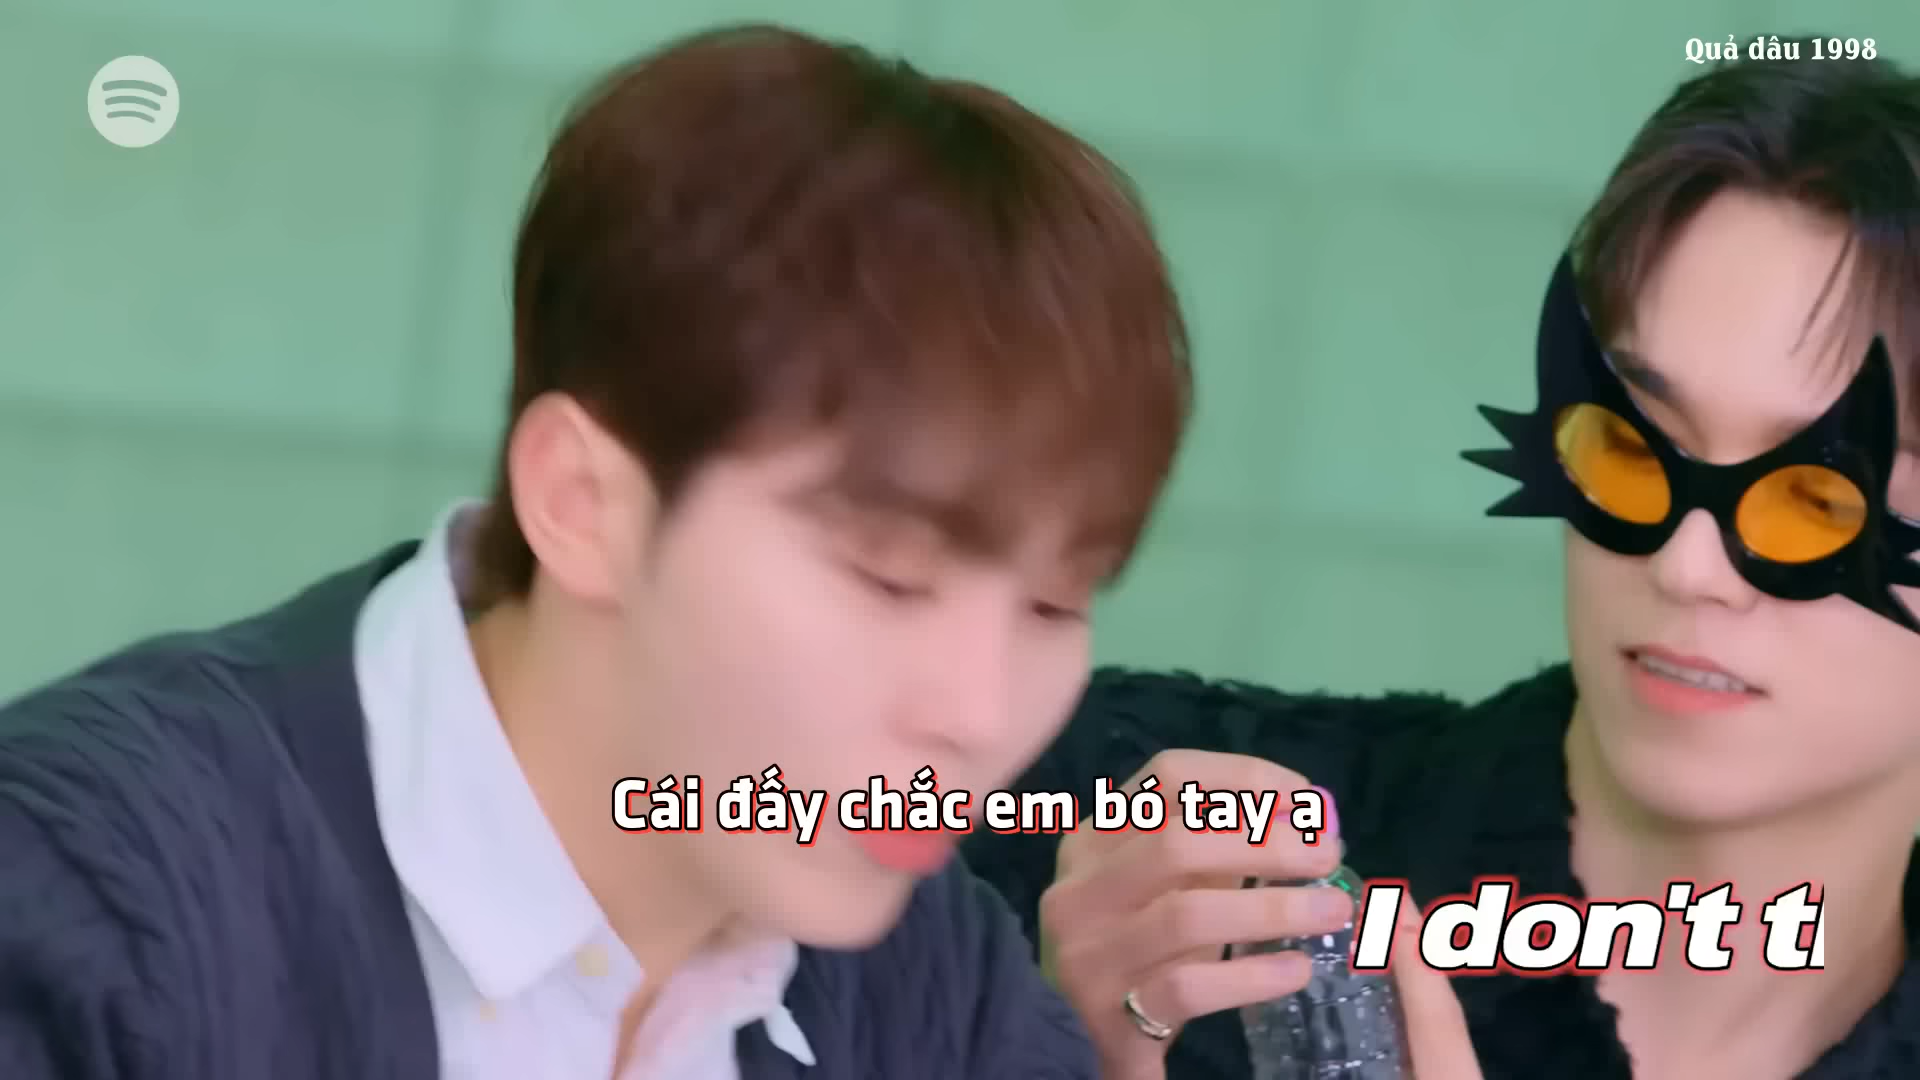 Quả dâu 1998
Cái đấy chắc em bó tay ạ
I don't